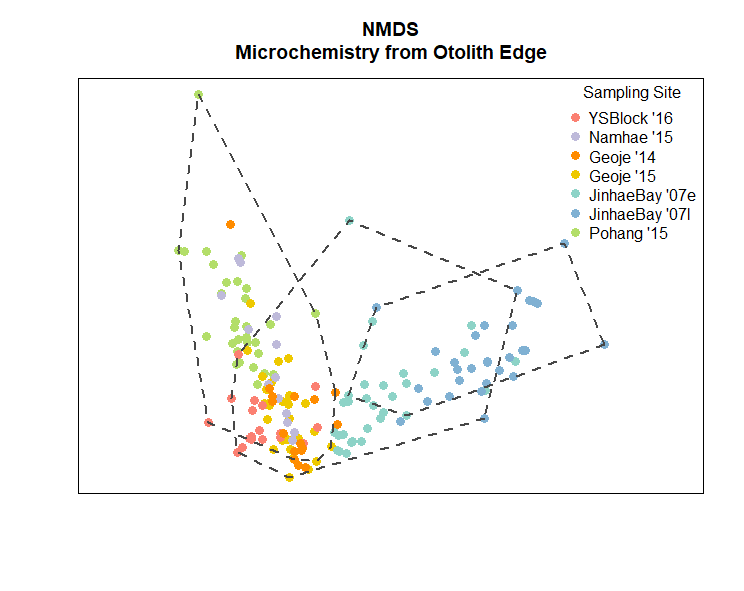 NMDS
Microchemistry from Otolith Edge
Sampling Site
YSBlock '16
Namhae '15
Geoje '14
Geoje '15
JinhaeBay '07e
JinhaeBay '07l
Pohang '15